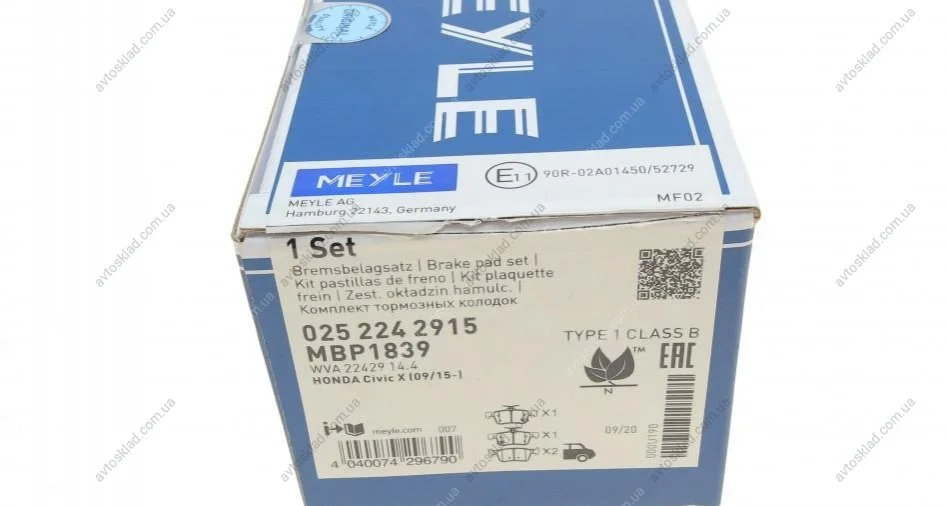 MEYLE
ORIGINAL
MEYLE
E11 90R-02A01450/52729
MEYLE AG
Hamburg 22143, Germany
MF02
1 Set
Bremsbelagsatz | Brake pad set |
Kit pastillas de freno | Kit plaquette
frein | Zest. okładzin hamulc. |
Комплект тормозных колодок
025 224 2915
MBP1839
WVA 22429 14.4
HONDA Civic X (09/15-)
TYPE 1 CLASS B
TM
EAC
N
X1
X1
X2
meyle.com 007
4 040074 296790
09/20
000U190
avtosklad.com.ua